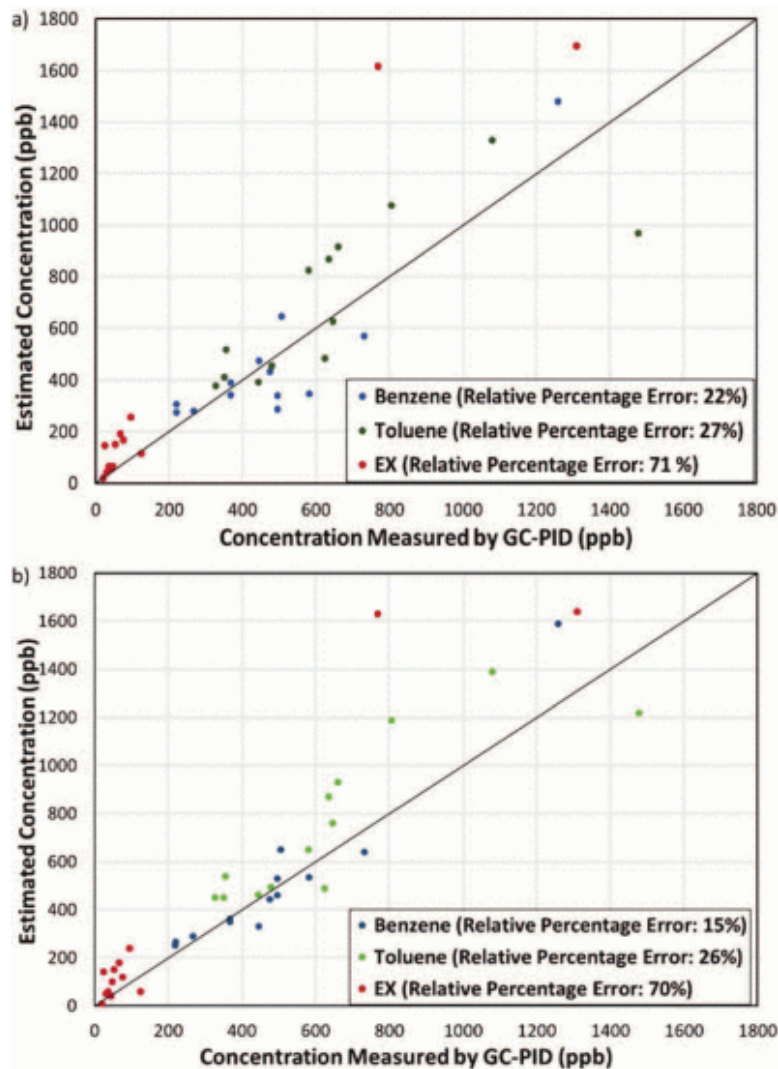 a)
1800
1600
1400
1200
1000
800
600
400
200
0
Estimated Concentration (ppb)
Benzene (Relative Percentage Error: 22%)
Toluene (Relative Percentage Error: 27%)
EX (Relative Percentage Error: 71 %)
0 200 400 600 800 1000 1200 1400 1600 1800
Concentration Measured by GC-PID (ppb)
b)
1800
1600
1400
1200
1000
800
600
400
200
0
Estimated Concentration (ppb)
Benzene (Relative Percentage Error: 15%)
Toluene (Relative Percentage Error: 26%)
EX (Relative Percentage Error: 70%)
0 200 400 600 800 1000 1200 1400 1600 1800
Concentration Measured by GC-PID (ppb)